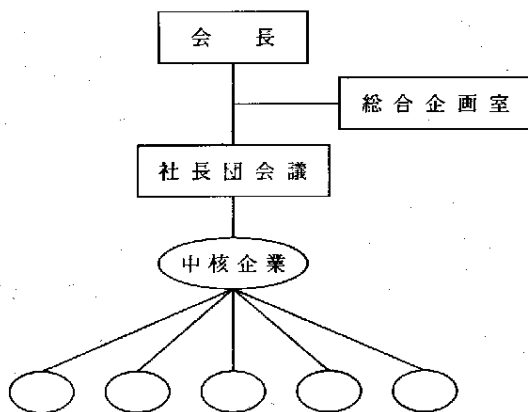 会長
総合企画室
社長団会議
中核企業